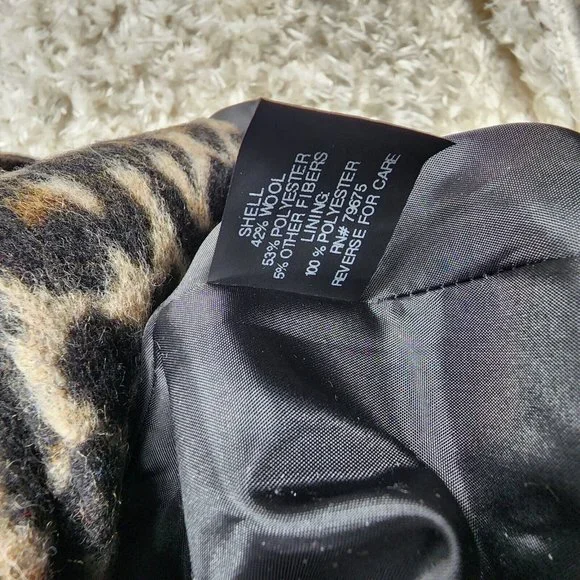 SHELL
42% WOOL
53% POLYESTER
5% OTHER FIBERS
LINING:
100 % POLYESTER
RN# 79675
REVERSE FOR CARE